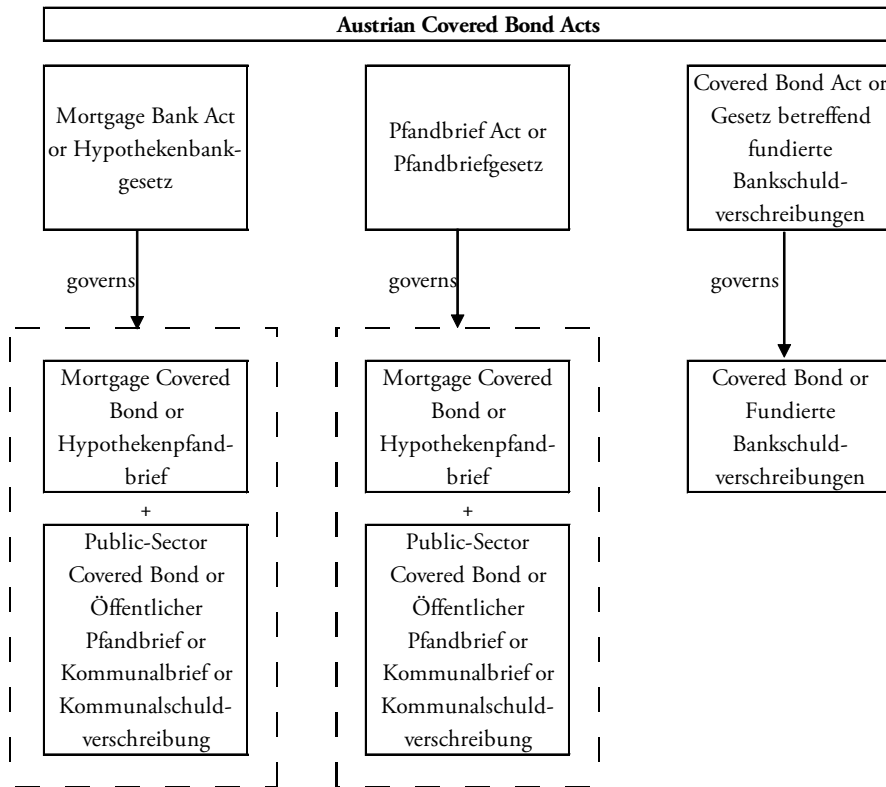 Austrian Covered Bond Acts
Mortgage Bank Act
or Hypothekenbank-
gesetz
Pfandbrief Act or
Pfandbriefgesetz
Covered Bond Act or
Gesetz betreffend
fundierte
Bankschuld-
verschreibungen
governs
governs
governs
Mortgage Covered
Bond or
Hypothekenpfand-
brief
+
Public-Sector
Covered Bond or
Öffentlicher
Pfandbrief or
Kommunalbrief or
Kommunalschuld-
verschreibung
Mortgage Covered
Bond or
Hypothekenpfand-
brief
+
Public-Sector
Covered Bond or
Öffentlicher
Pfandbrief or
Kommunalbrief or
Kommunalschuld-
verschreibung
Covered Bond or
Fundierte
Bankschuld-
verschreibungen